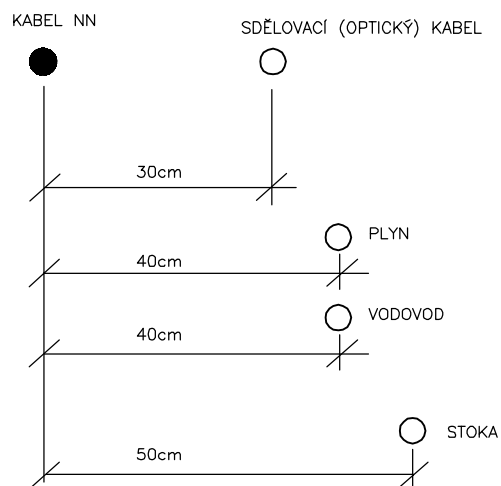 KABEL NN
SDĚLOVACÍ (OPTICKÝ) KABEL
30cm
PLYN
40cm
VODOVOD
40cm
STOKA
50cm